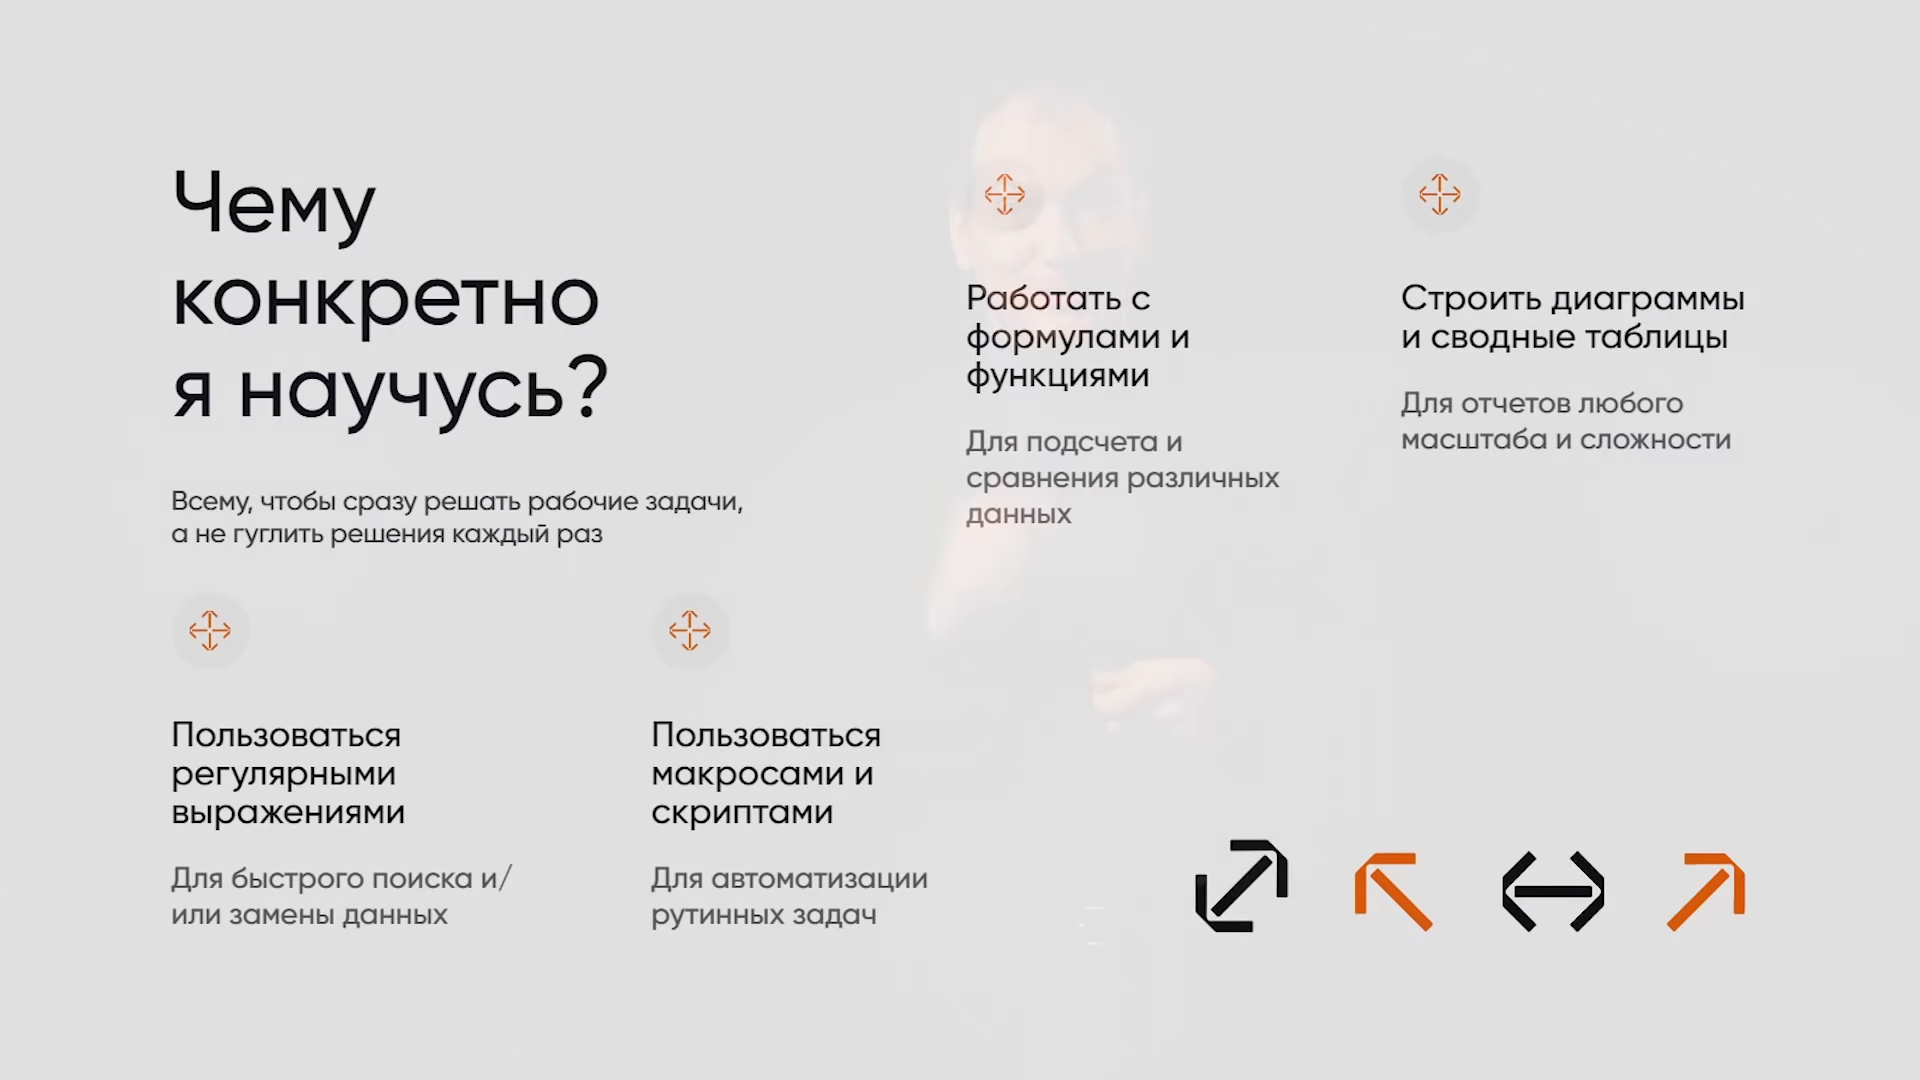 Чему
конкретно
я научусь?
Всему, чтобы сразу решать рабочие задачи,
а не гуглить решения каждый раз
Работать с
формулами и
функциями
Для подсчета и
сравнения различных
данных
Строить диаграммы
и сводные таблицы
Для отчетов любого
масштаба и сложности
Пользоваться
регулярными
выражениями
Для быстрого поиска и/
или замены данных
Пользоваться
макросами и
скриптами
Для автоматизации
рутинных задач